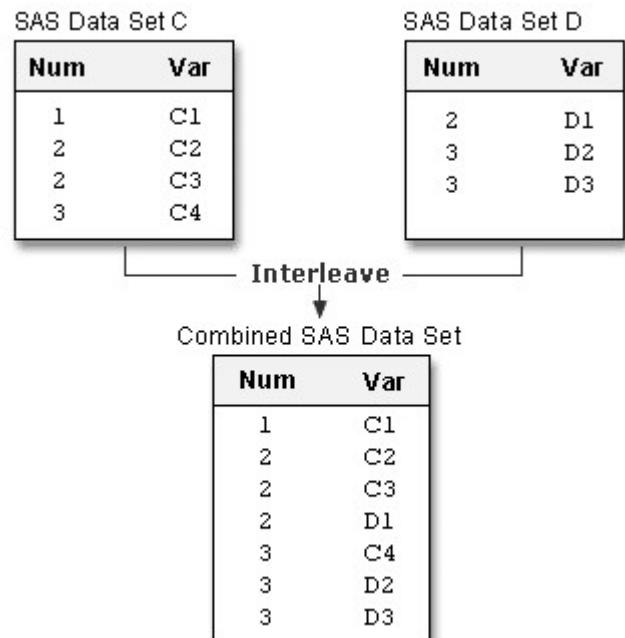 SAS Data Set C
Num Var
1 C1
2 C2
2 C3
3 C4
SAS Data Set D
Num Var
2 D1
3 D2
3 D3
Interleave
Combined SAS Data Set
Num Var
1 C1
2 C2
2 C3
2 D1
3 C4
3 D2
3 D3